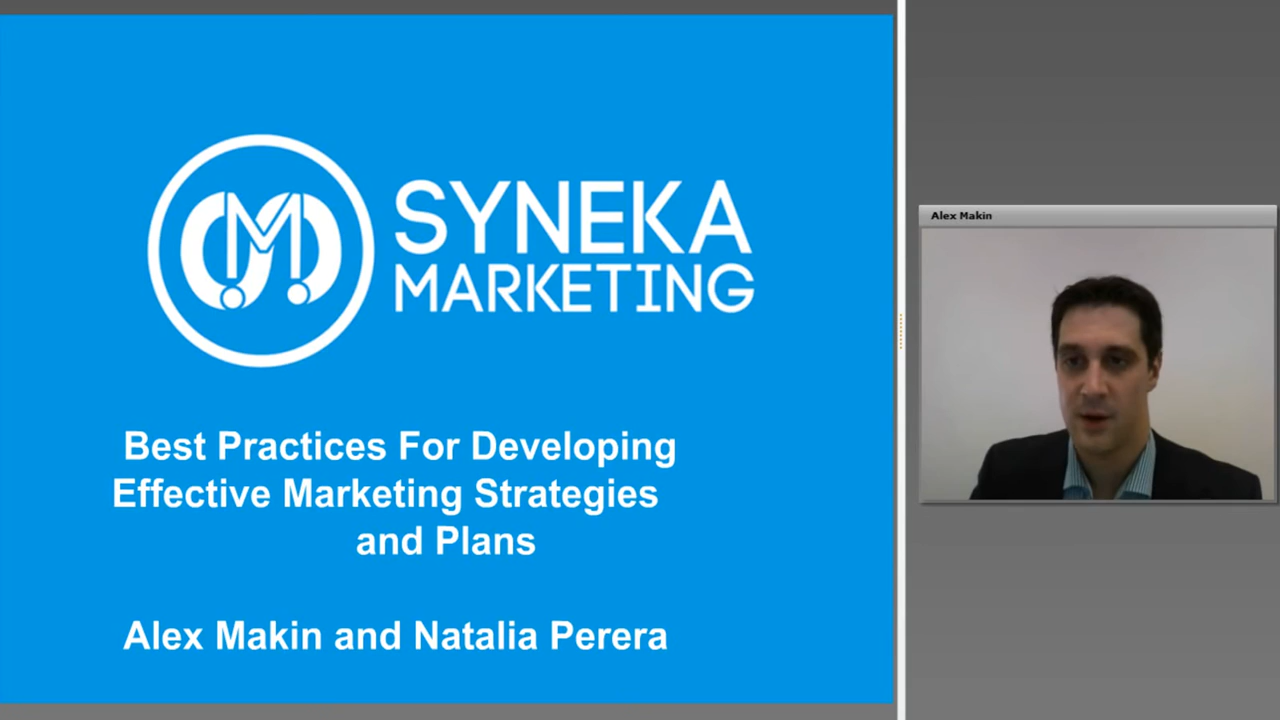 SYNEKA
MARKETING
Best Practices For Developing
Effective Marketing Strategies
and Plans
Alex Makin and Natalia Perera
Alex Makin